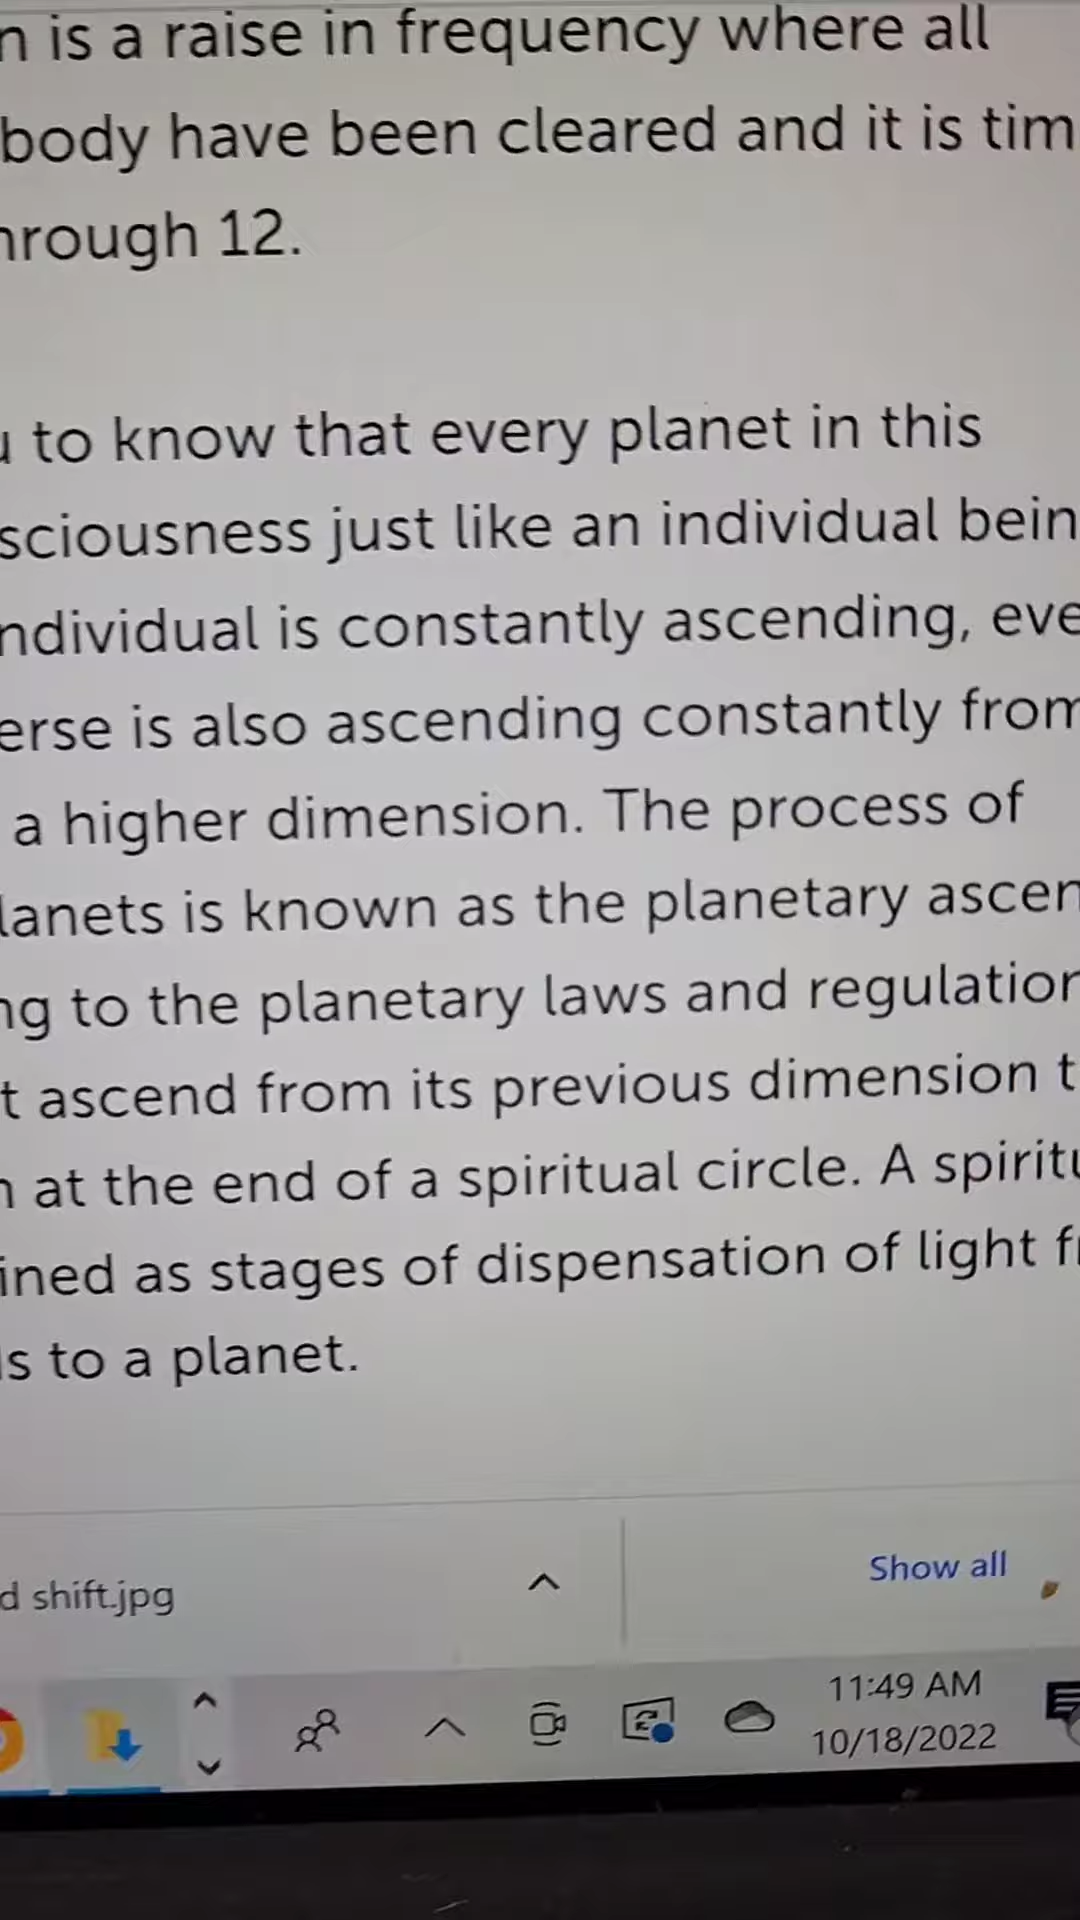 n is a raise in frequency where all
body have been cleared and it is tim
hrough 12.
u to know that every planet in this
sciousness just like an individual bein
ndividual is constantly ascending, eve
erse is also ascending constantly from
a higher dimension. The process of
lanets is known as the planetary ascen
ng to the planetary laws and regulation
t ascend from its previous dimension t
n at the end of a spiritual circle. A spiritu
ined as stages of dispensation of light fr
ls to a planet.
d shift.jpg
Show all
11:49 AM
10/18/2022